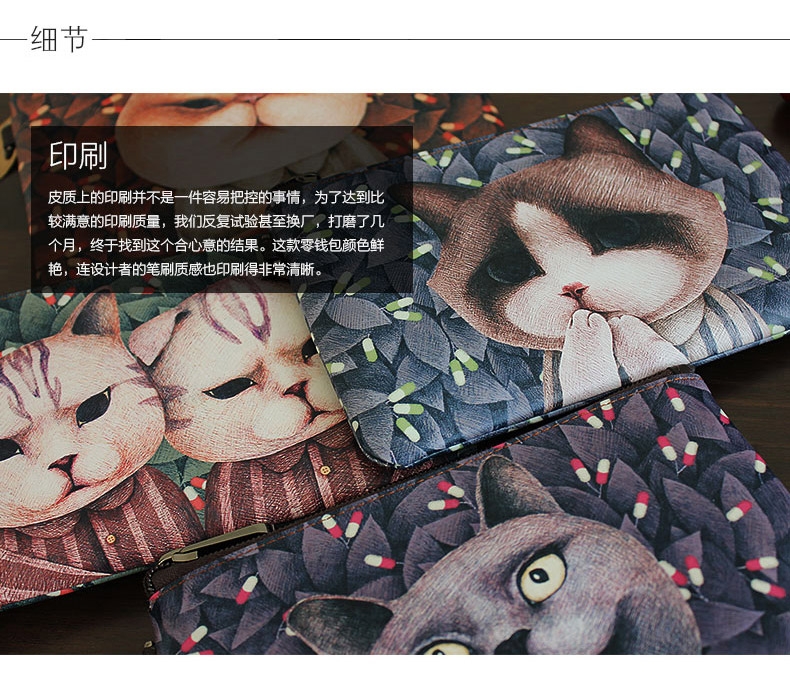 细节
印刷
皮质上的印刷并不是一件容易把控的事情，为了达到比
较满意的印刷质量，我们反复试验甚至换厂，打磨了几
个月，终于找到这个合心意的结果。这款零钱包颜色鲜
艳，连设计者的笔刷质感也印刷得非常清晰。